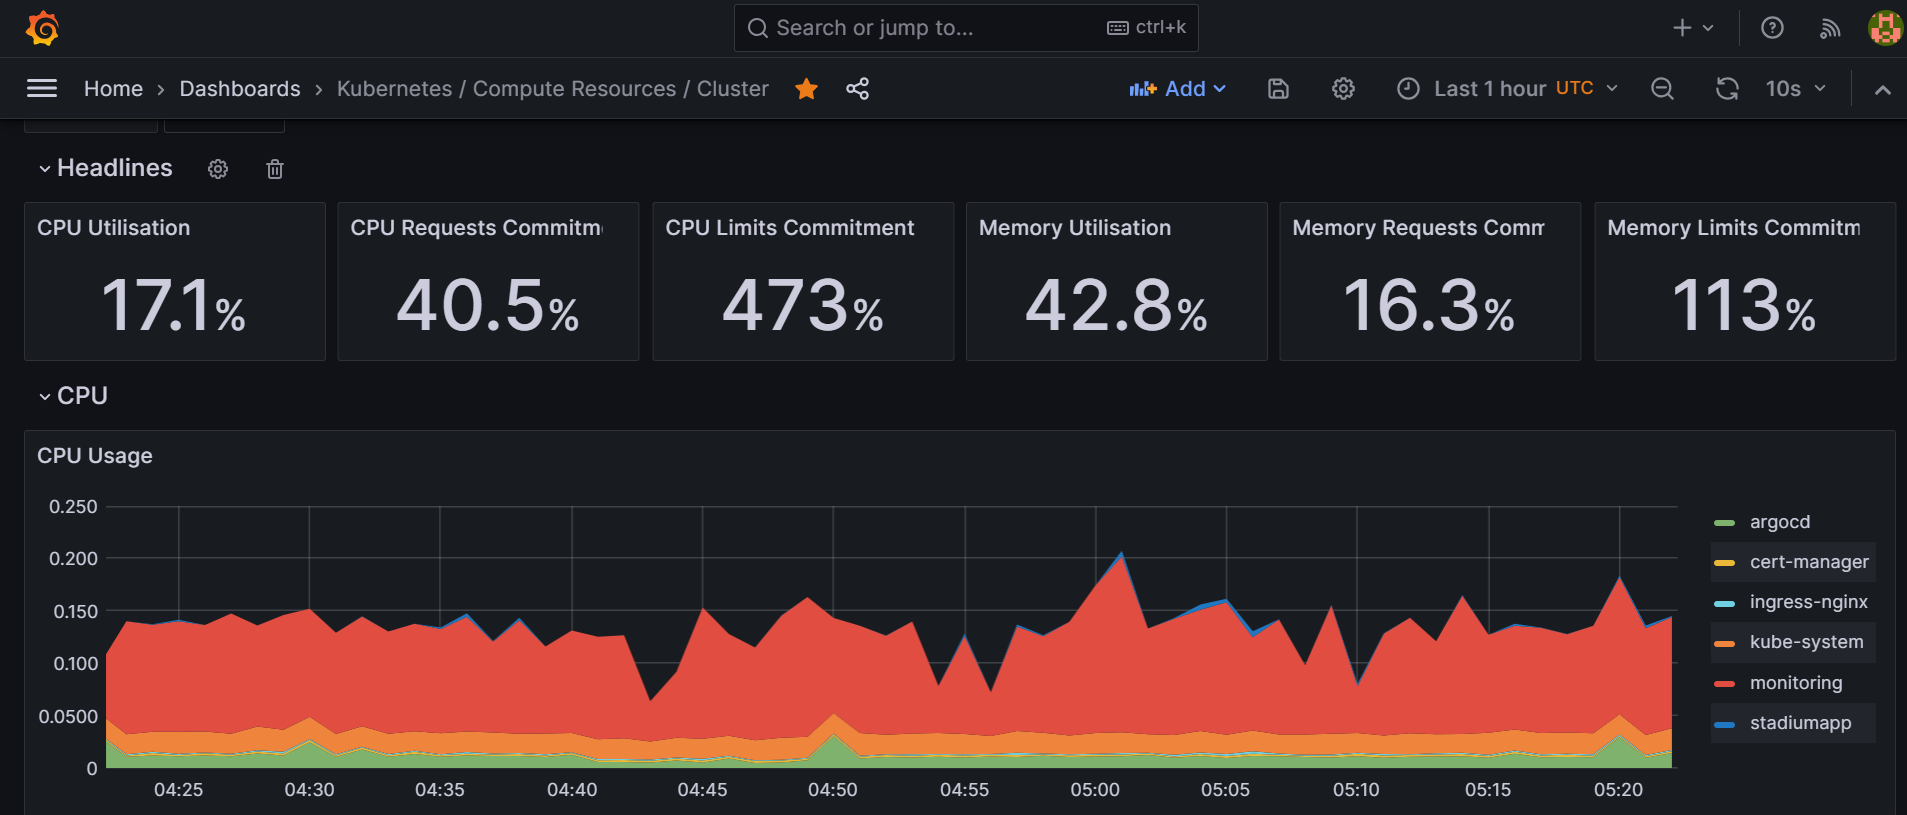 Search or jump to... ctrl+k
Home › Dashboards › Kubernetes / Compute Resources / Cluster Add Last 1 hour UTC 10s
Headlines
CPU Utilisation
17.1%
CPU Requests Commitm
40.5%
CPU Limits Commitment
473%
Memory Utilisation
42.8%
Memory Requests Comm
16.3%
Memory Limits Commitm
113%
CPU
CPU Usage
0.250
0.200
0.150
0.100
0.0500
0
04:25 04:30 04:35 04:40 04:45 04:50 04:55 05:00 05:05 05:10 05:15 05:20
argocd
cert-manager
ingress-nginx
kube-system
monitoring
stadiumapp